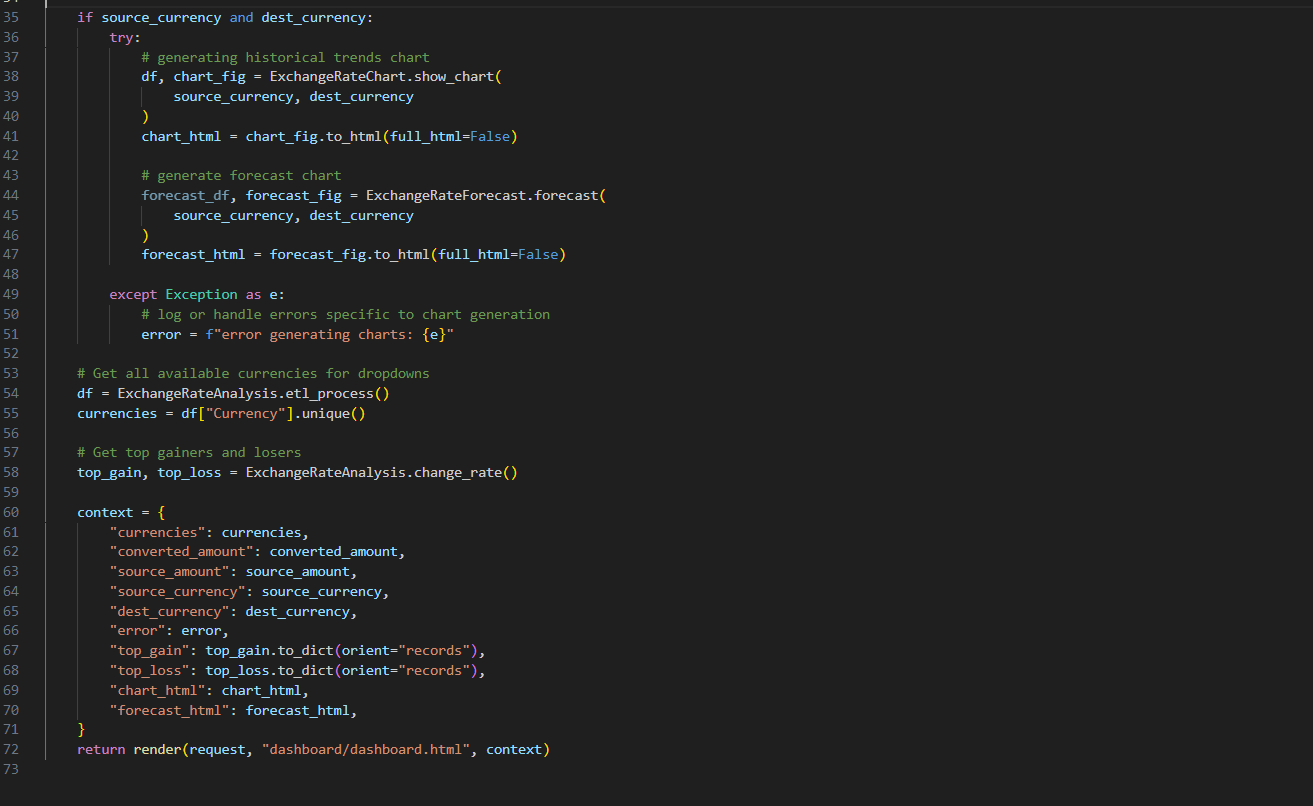 35 if source_currency and dest_currency:
36 try:
37 # generating historical trends chart
38 df, chart_fig = ExchangeRateChart.show_chart(
39 source_currency, dest_currency
40 )
41 chart_html = chart_fig.to_html(full_html=False)
42
43 # generate forecast chart
44 forecast_df, forecast_fig = ExchangeRateForecast.forecast(
45 source_currency, dest_currency
46 )
47 forecast_html = forecast_fig.to_html(full_html=False)
48
49 except Exception as e:
50 # log or handle errors specific to chart generation
51 error = f"error generating charts: {e}"
52
53 # Get all available currencies for dropdowns
54 df = ExchangeRateAnalysis.etl_process()
55 currencies = df["Currency"].unique()
56
57 # Get top gainers and losers
58 top_gain, top_loss = ExchangeRateAnalysis.change_rate()
59
60 context = {
61 "currencies": currencies,
62 "converted_amount": converted_amount,
63 "source_amount": source_amount,
64 "source_currency": source_currency,
65 "dest_currency": dest_currency,
66 "error": error,
67 "top_gain": top_gain.to_dict(orient="records"),
68 "top_loss": top_loss.to_dict(orient="records"),
69 "chart_html": chart_html,
70 "forecast_html": forecast_html,
71 }
72 return render(request, "dashboard/dashboard.html", context)
73